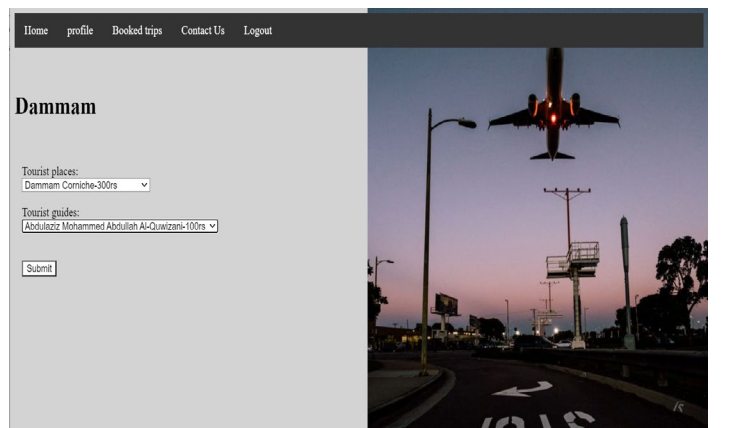 Home profile Booked trips Contact Us Logout
Dammam
Tourist places:
Dammam Corniche-300rs
Tourist guides:
Abdulaziz Mohammed Abdullah Al-Quwizani-100rs
Submit